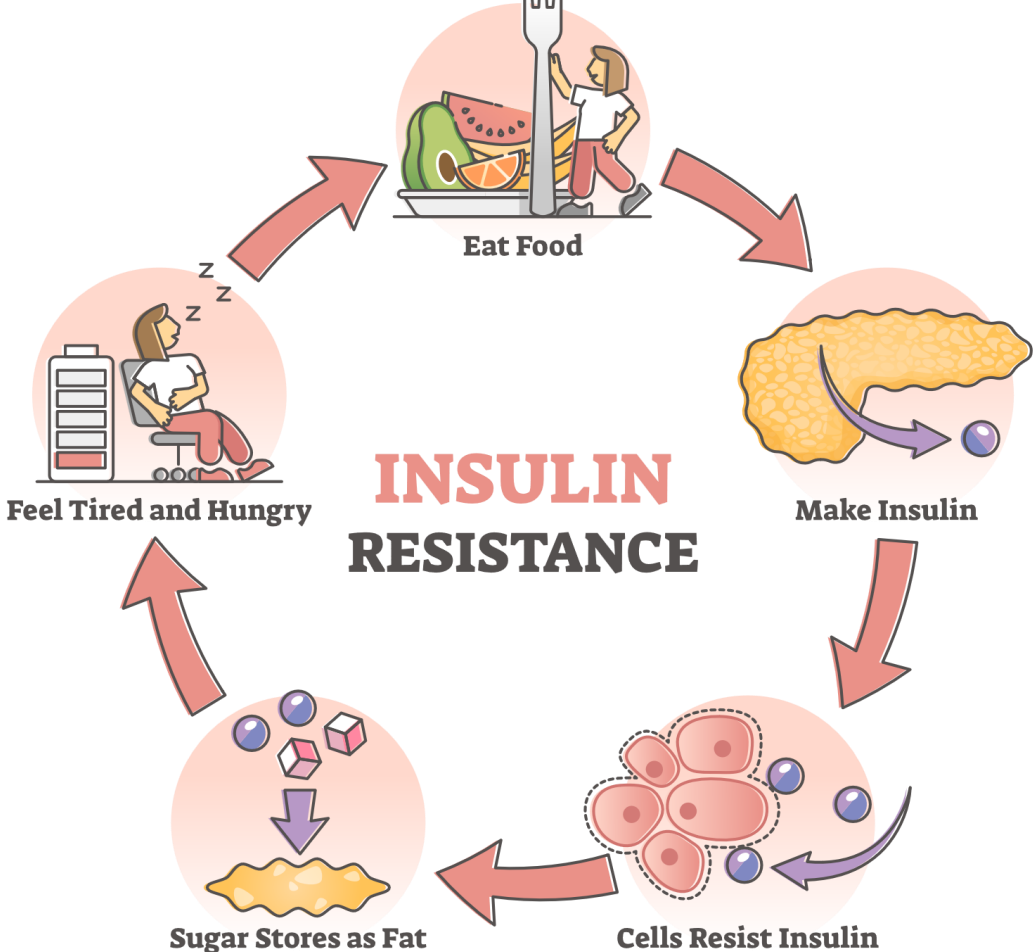 Eat Food
Make Insulin
Cells Resist Insulin
Sugar Stores as Fat
Feel Tired and Hungry
z
z
z
INSULIN
RESISTANCE